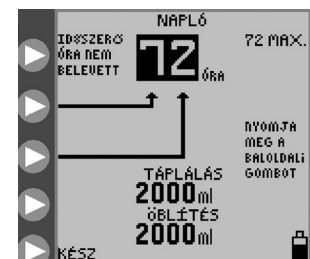 NAPLÓ
IDŐSZERŰ
ÓRA NEM
BELEVETT
72 ÓRA
72 MAX.
NYOMJA
MEG A
BALOLDALi
GOMBOT
TÁPLÁLÁS
2000ml
ÖBLÍTÉS
2000ml
KÉSZ